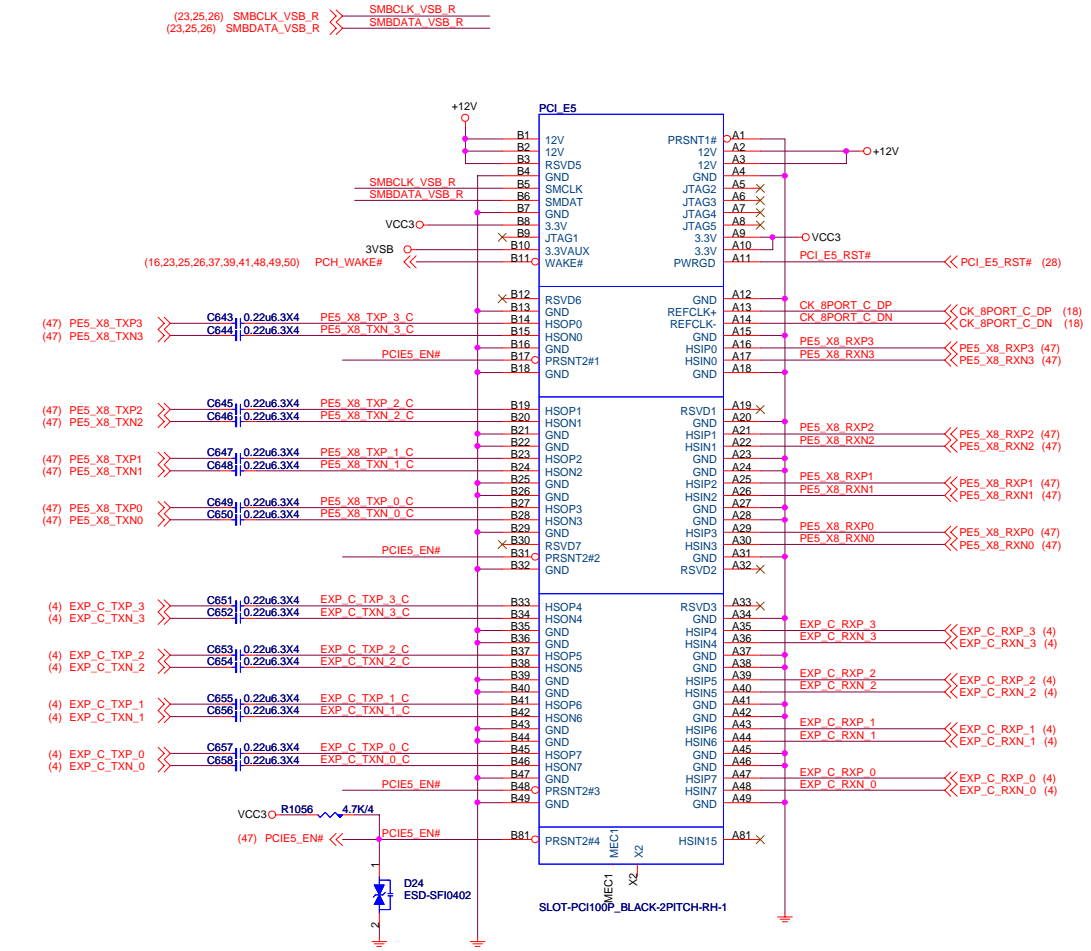 (23,25,26) SMBCLK_VSB_R SMBCLK_VSB_R
(23,25,26) SMBDATA_VSB_R SMBDATA_VSB_R
+12V PCI_E5
B1 12V PRSNT1# A1
B2 12V 12V A2 +12V
B3 RSVD5 12V A3
B4 GND GND A4
SMBCLK_VSB_R B5 SMCLK JTAG2 A5
SMBDATA_VSB_R B6 SMDAT JTAG3 A6
B7 GND JTAG4 A7
VCC3 B8 3.3V JTAG5 A8
B9 JTAG1 3.3V A9 VCC3
3VSB B10 3.3VAUX 3.3V A10
(16,23,25,26,37,39,41,48,49,50) PCH_WAKE# B11 WAKE# PWRGD A11 PCI_E5_RST# PCI_E5_RST# (28)
B12 RSVD6 GND A12
B13 GND REFCLK+ A13 CK_8PORT_C_DP CK_8PORT_C_DP (18)
(47) PE5_X8_TXP3 C643 0.22u6.3X4 PE5_X8_TXP_3_C B14 HSOP0 REFCLK- A14 CK_8PORT_C_DN CK_8PORT_C_DN (18)
(47) PE5_X8_TXN3 C644 0.22u6.3X4 PE5_X8_TXN_3_C B15 HSON0 GND A15
B16 GND HSIP0 A16 PE5_X8_RXP3 PE5_X8_RXP3 (47)
PCIE5_EN# B17 PRSNT2#1 HSIN0 A17 PE5_X8_RXN3 PE5_X8_RXN3 (47)
B18 GND GND A18
(47) PE5_X8_TXP2 C645 0.22u6.3X4 PE5_X8_TXP_2_C B19 HSOP1 RSVD1 A19
(47) PE5_X8_TXN2 C646 0.22u6.3X4 PE5_X8_TXN_2_C B20 HSON1 GND A20
B21 GND HSIP1 A21 PE5_X8_RXP2 PE5_X8_RXP2 (47)
B22 GND HSIN1 A22 PE5_X8_RXN2 PE5_X8_RXN2 (47)
(47) PE5_X8_TXP1 C647 0.22u6.3X4 PE5_X8_TXP_1_C B23 HSOP2 GND A23
(47) PE5_X8_TXN1 C648 0.22u6.3X4 PE5_X8_TXN_1_C B24 HSON2 GND A24
B25 GND HSIP2 A25 PE5_X8_RXP1 PE5_X8_RXP1 (47)
B26 GND HSIN2 A26 PE5_X8_RXN1 PE5_X8_RXN1 (47)
(47) PE5_X8_TXP0 C649 0.22u6.3X4 PE5_X8_TXP_0_C B27 HSOP3 GND A27
(47) PE5_X8_TXN0 C650 0.22u6.3X4 PE5_X8_TXN_0_C B28 HSON3 GND A28
B29 GND HSIP3 A29 PE5_X8_RXP0 PE5_X8_RXP0 (47)
B30 RSVD7 HSIN3 A30 PE5_X8_RXN0 PE5_X8_RXN0 (47)
PCIE5_EN# B31 PRSNT2#2 GND A31
B32 GND RSVD2 A32
(4) EXP_C_TXP_3 C651 0.22u6.3X4 EXP_C_TXP_3_C B33 HSOP4 RSVD3 A33
(4) EXP_C_TXN_3 C652 0.22u6.3X4 EXP_C_TXN_3_C B34 HSON4 GND A34
B35 GND HSIP4 A35 EXP_C_RXP_3 EXP_C_RXP_3 (4)
B36 GND HSIN4 A36 EXP_C_RXN_3 EXP_C_RXN_3 (4)
(4) EXP_C_TXP_2 C653 0.22u6.3X4 EXP_C_TXP_2_C B37 HSOP5 GND A37
(4) EXP_C_TXN_2 C654 0.22u6.3X4 EXP_C_TXN_2_C B38 HSON5 GND A38
B39 GND HSIP5 A39 EXP_C_RXP_2 EXP_C_RXP_2 (4)
B40 GND HSIN5 A40 EXP_C_RXN_2 EXP_C_RXN_2 (4)
(4) EXP_C_TXP_1 C655 0.22u6.3X4 EXP_C_TXP_1_C B41 HSOP6 GND A41
(4) EXP_C_TXN_1 C656 0.22u6.3X4 EXP_C_TXN_1_C B42 HSON6 GND A42
B43 GND HSIP6 A43 EXP_C_RXP_1 EXP_C_RXP_1 (4)
B44 GND HSIN6 A44 EXP_C_RXN_1 EXP_C_RXN_1 (4)
(4) EXP_C_TXP_0 C657 0.22u6.3X4 EXP_C_TXP_0_C B45 HSOP7 GND A45
(4) EXP_C_TXN_0 C658 0.22u6.3X4 EXP_C_TXN_0_C B46 HSON7 GND A46
B47 GND HSIP7 A47 EXP_C_RXP_0 EXP_C_RXP_0 (4)
PCIE5_EN# B48 PRSNT2#3 HSIN7 A48 EXP_C_RXN_0 EXP_C_RXN_0 (4)
B49 GND GND A49
VCC3 R1056 4.7K/4
(47) PCIE5_EN# PCIE5_EN# B81 PRSNT2#4 MEC1 X2 HSIN15 A81
1
D24 MEC1 X2
ESD-SFI0402
SLOT-PCI100P_BLACK-2PITCH-RH-1
2